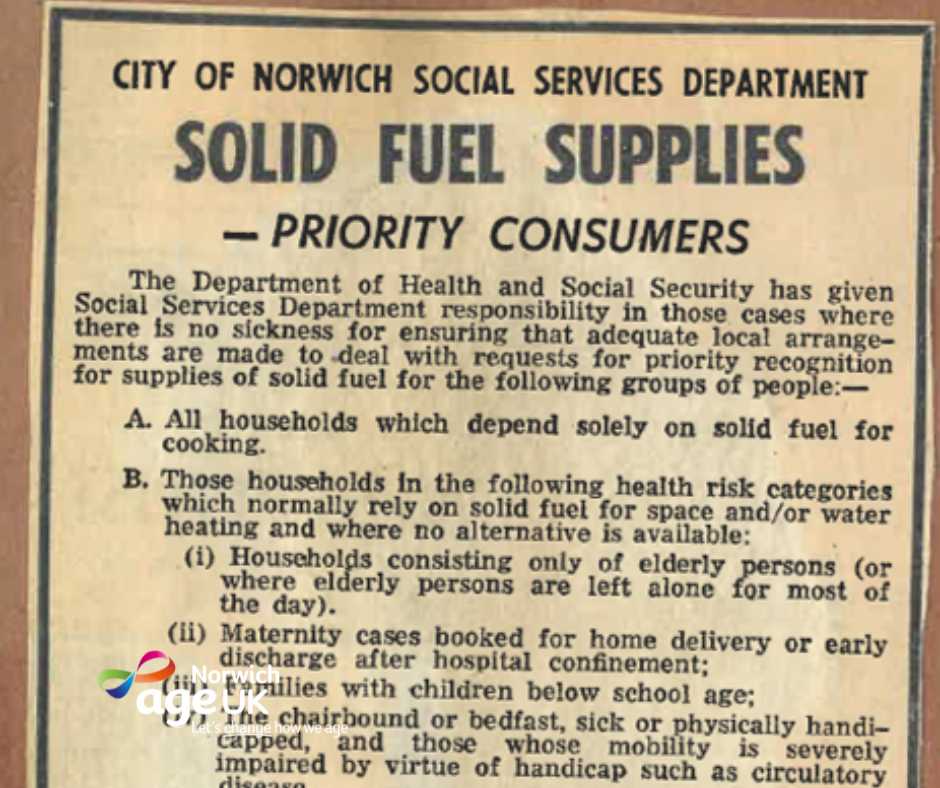 CITY OF NORWICH SOCIAL SERVICES DEPARTMENT
SOLID FUEL SUPPLIES
— PRIORITY CONSUMERS
The Department of Health and Social Security has given
Social Services Department responsibility in those cases where
there is no sickness for ensuring that adequate local arrange-
ments are made to deal with requests for priority recognition
for supplies of solid fuel for the following groups of people:—
A. All households which depend solely on solid fuel for
cooking.
B. Those households in the following health risk categories
which normally rely on solid fuel for space and/or water
heating and where no alternative is available:
(i) Households consisting only of elderly persons (or
where elderly persons are left alone for most of
the day).
(ii) Maternity cases booked for home delivery or early
discharge after hospital confinement;
(iii) Families with children below school age;
The chairbound or bedfast, sick or physically handi-
capped, and those whose mobility is severely
impaired by virtue of handicap such as circulatory
disease
Norwich
age UK
Let's change how we age